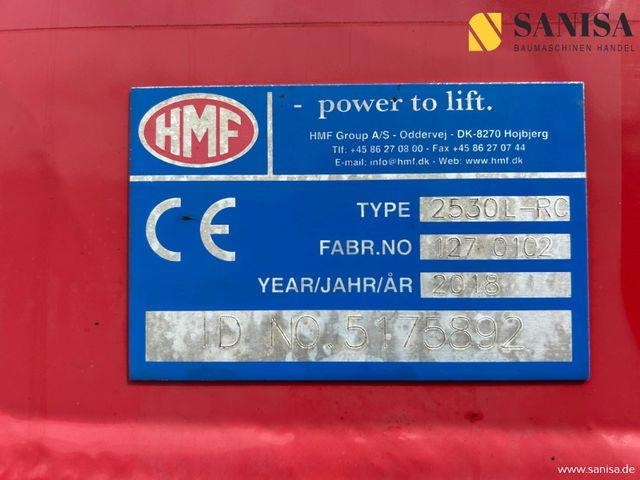 SANISA
BAUMASCHINEN HANDEL
HMF
- power to lift.
HMF Group A/S - Oddervej - DK-8270 Hojbjerg
Tlf: +45 86 27 08 00 - Fax +45 86 27 07 44
E-mail: info@hmf.dk - Web: www.hmf.dk
CE
TYPE 2530L-RC
FABR.NO 127 0102
YEAR/JAHR/ÅR 2018
ID NO.5175892
www.sanisa.de